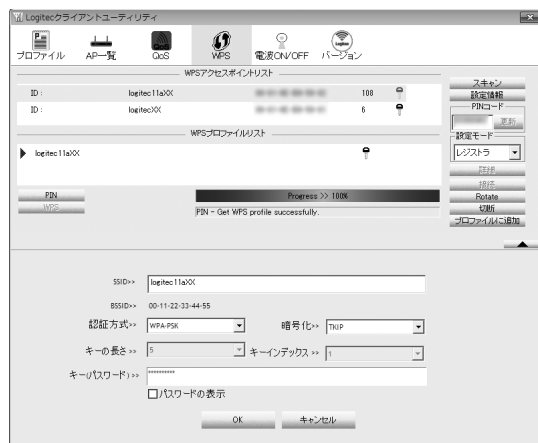 Logitecクライアントユーティリティ
プロファイル AP一覧 QoS WPS 電波ON/OFF バージョン
WPSアクセスポイントリスト
ID : logitec11aXX 108
ID : logitecXX 6
WPSプロファイルリスト
logitec11aXX
スキャン
設定情報
PINコード
更新
設定モード
レジストラ
詳細
接続
Rotate
切断
プロファイルに追加
PIN
WPS
Progress >> 100%
PIN - Get WPS profile successfully.
SSID>> logitec11aXX
BSSID>> 00-11-22-33-44-55
認証方式>> WPA-PSK 暗号化>> TKIP
キーの長さ>> 5 キーインデックス >> 1
キー(パスワード)>> **********
パスワードの表示
OK キャンセル